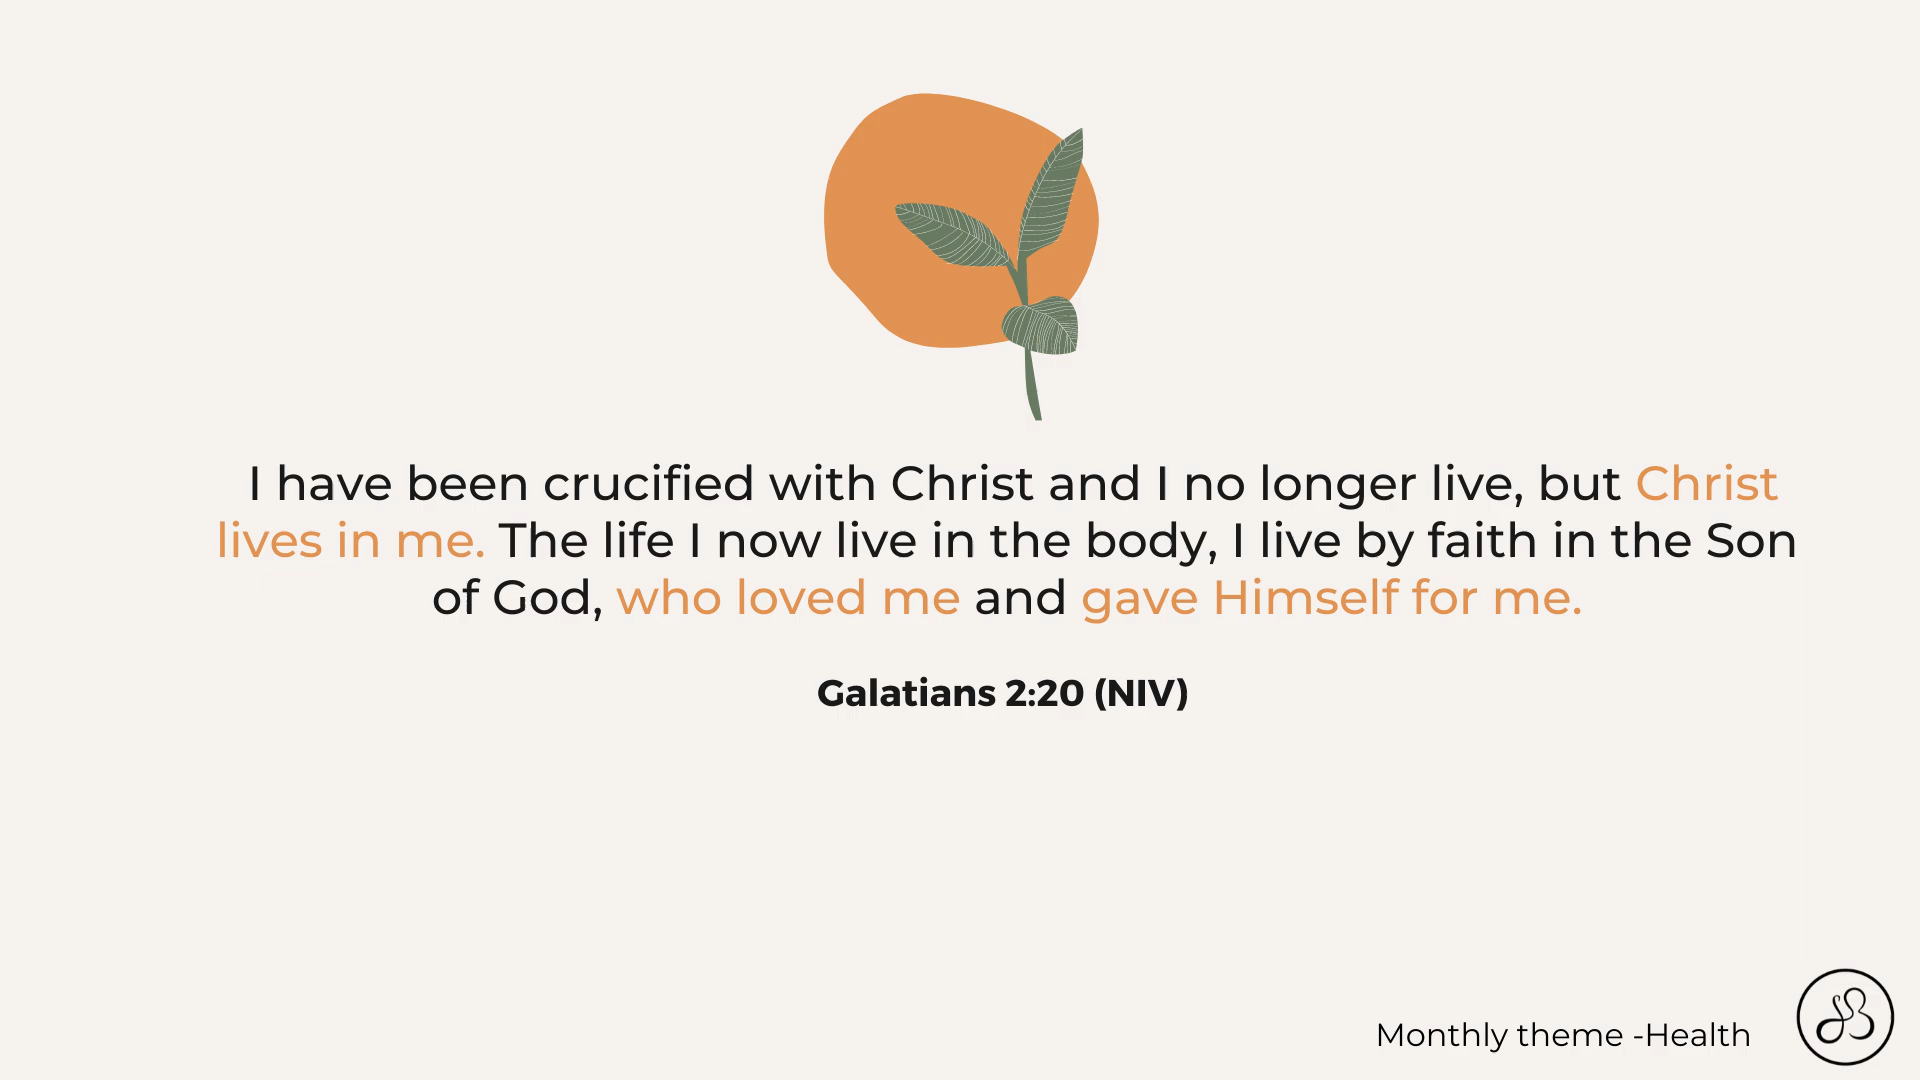 I have been crucified with Christ and I no longer live, but Christ
lives in me. The life I now live in the body, I live by faith in the Son
of God, who loved me and gave Himself for me.
Galatians 2:20 (NIV)
Monthly theme -Health